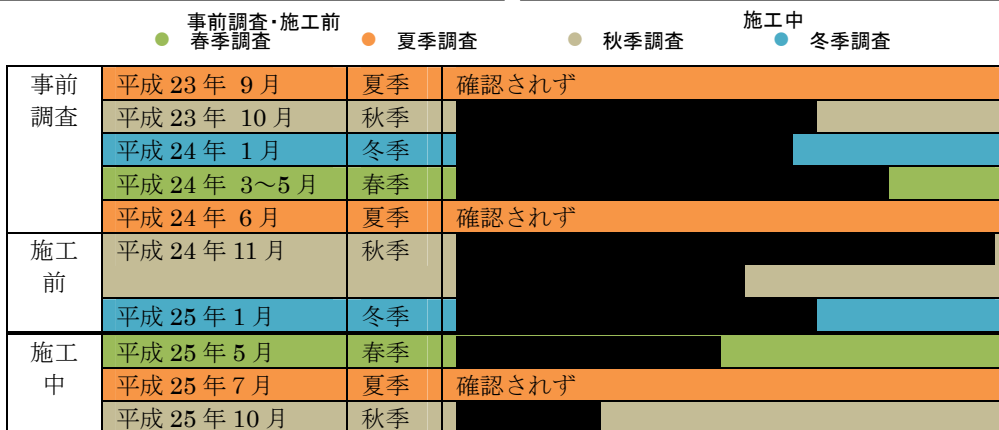 事前調査・施工前
施工中
春季調査
夏季調査
秋季調査
冬季調査
事前調査
平成 23 年 9 月 夏季 確認されず
平成 23 年 10 月 秋季
平成 24 年 1 月 冬季
平成 24 年 3～5 月 春季
平成 24 年 6 月 夏季 確認されず
施工前
平成 24 年 11 月 秋季
平成 25 年 1 月 冬季
施工中
平成 25 年 5 月 春季
平成 25 年 7 月 夏季 確認されず
平成 25 年 10 月 秋季